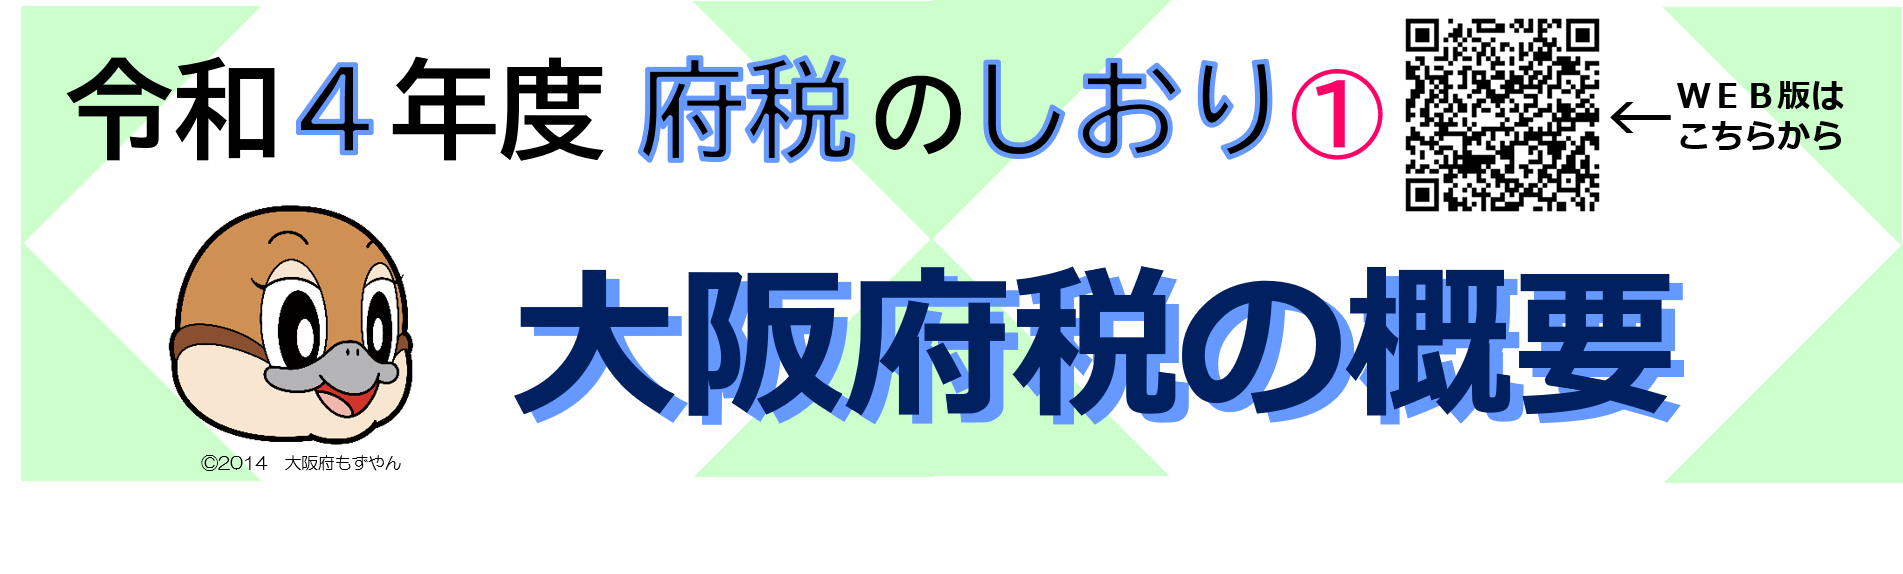 令和４年度 府税のしおり①
←ＷＥＢ版は
こちらから
大阪府税の概要
©2014　大阪府もずやん